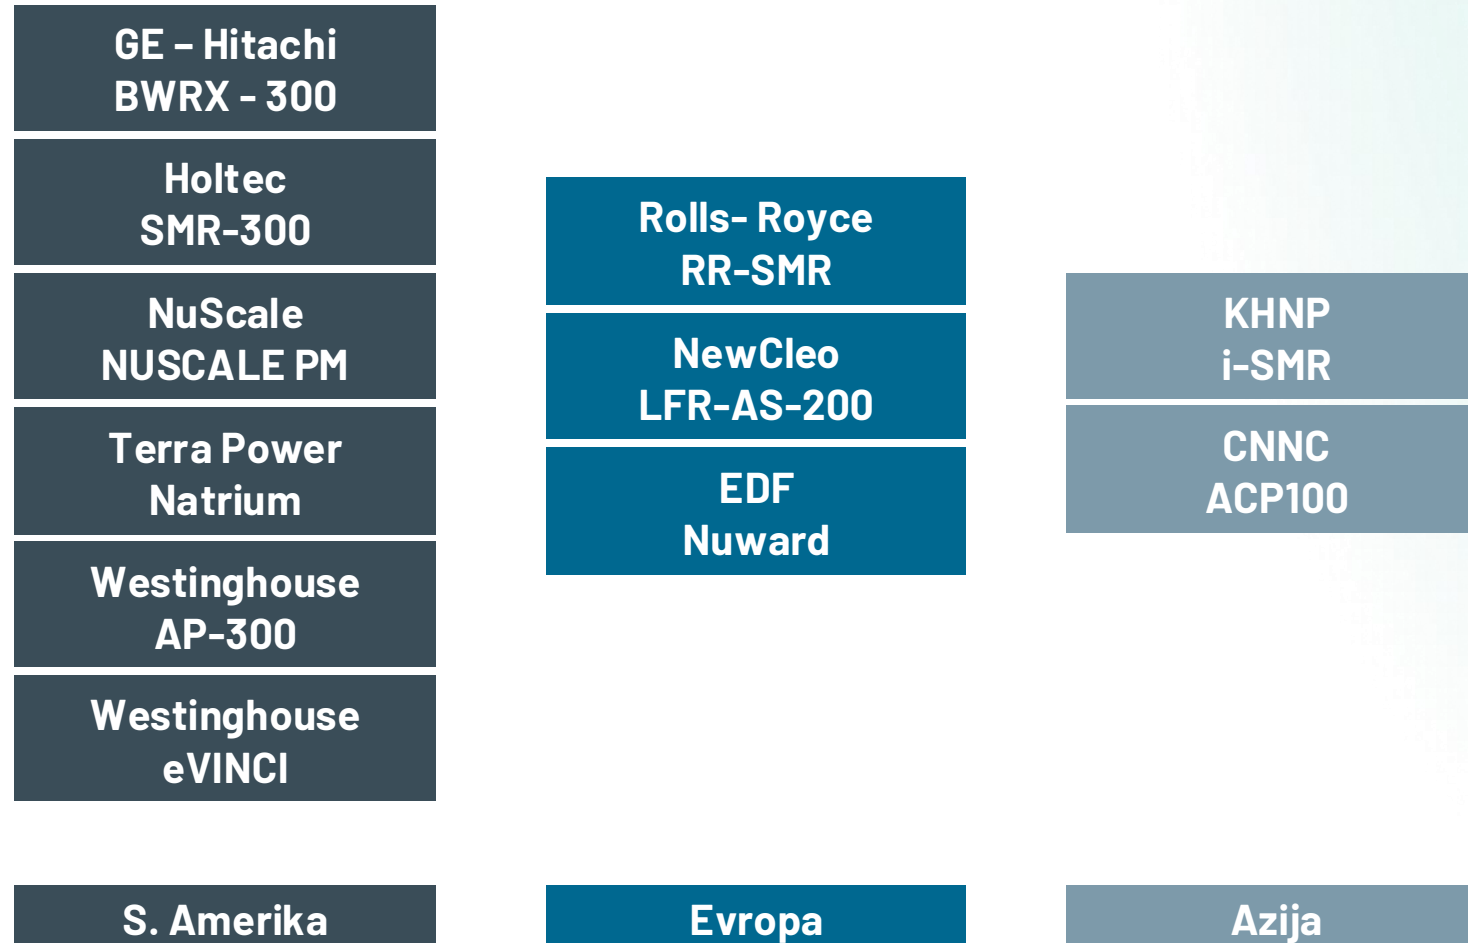 GE – Hitachi
BWRX - 300
Holtec
SMR-300
NuScale
NUSCALE PM
Terra Power
Natrium
Westinghouse
AP-300
Westinghouse
eVINCI
S. Amerika
Rolls- Royce
RR-SMR
NewCleo
LFR-AS-200
EDF
Nuward
Evropa
KHNP
i-SMR
CNNC
ACP100
Azija